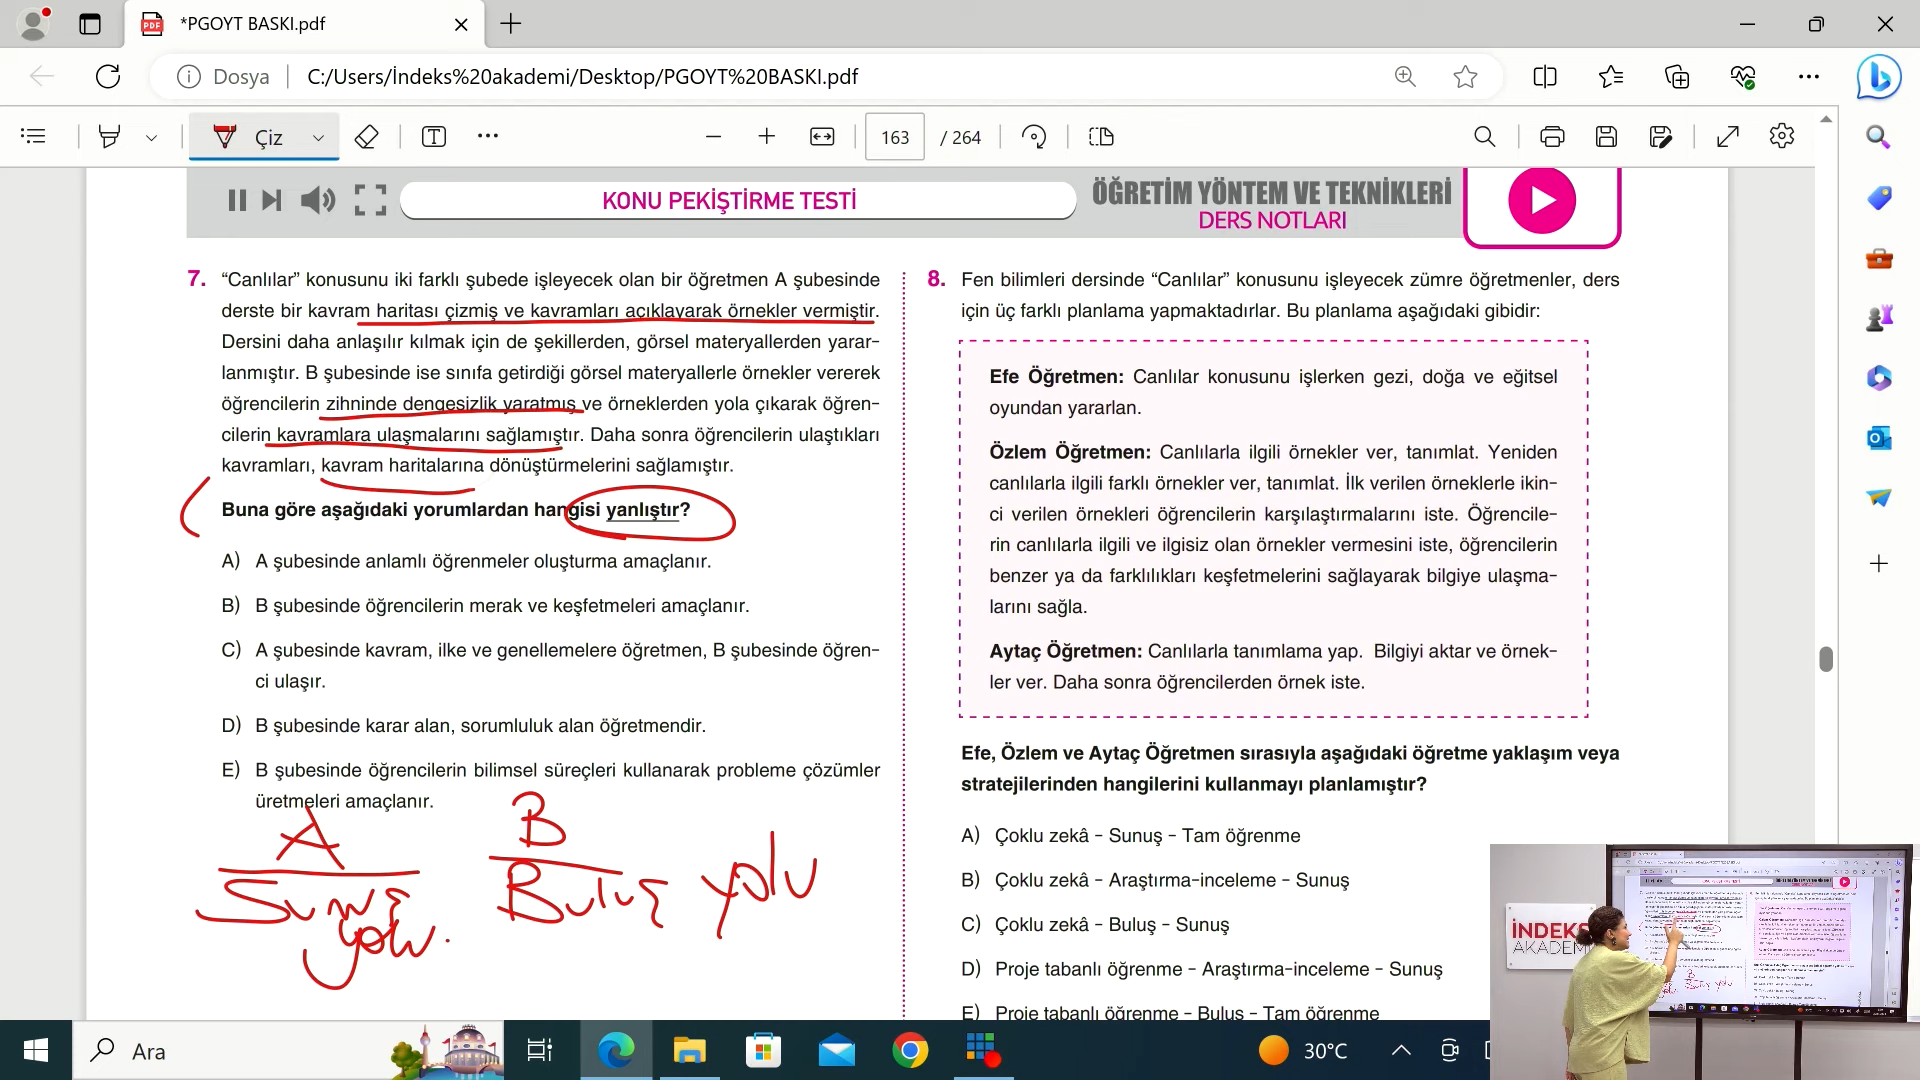 *PGOYT BASKI.pdf
Dosya
C:/Users/İndeks%20akademi/Desktop/PGOYT%20BASKI.pdf
Çiz
163 / 264
KONU PEKİŞTİRME TESTİ
ÖĞRETİM YÖNTEM VE TEKNİKLERİ
DERS NOTLARI
7. “Canlılar” konusunu iki farklı şubede işleyecek olan bir öğretmen A şubesinde
derste bir kavram haritası çizmiş ve kavramları açıklayarak örnekler vermiştir.
Dersini daha anlaşılır kılmak için de şekillerden, görsel materyallerden yarar-
lanmıştır. B şubesinde ise sınıfa getirdiği görsel materyallerle örnekler vererek
öğrencilerin zihninde dengesizlik yaratmış ve örneklerden yola çıkarak öğren-
cilerin kavramlara ulaşmalarını sağlamıştır. Daha sonra öğrencilerin ulaştıkları
kavramları, kavram haritalarına dönüştürmelerini sağlamıştır.
Buna göre aşağıdaki yorumlardan hangisi yanlıştır?
A) A şubesinde anlamlı öğrenmeler oluşturma amaçlanır.
B) B şubesinde öğrencilerin merak ve keşfetmeleri amaçlanır.
C) A şubesinde kavram, ilke ve genellemelere öğretmen, B şubesinde öğren-
ci ulaşır.
D) B şubesinde karar alan, sorumluluk alan öğretmendir.
E) B şubesinde öğrencilerin bilimsel süreçleri kullanarak probleme çözümler
üretmeleri amaçlanır.
A
Sunuş
yolu.
B
Buluş yolu
8. Fen bilimleri dersinde “Canlılar” konusunu işleyecek zümre öğretmenler, ders
için üç farklı planlama yapmaktadırlar. Bu planlama aşağıdaki gibidir:
Efe Öğretmen: Canlılar konusunu işlerken gezi, doğa ve eğitsel
oyundan yararlan.
Özlem Öğretmen: Canlılarla ilgili örnekler ver, tanımlat. Yeniden
canlılarla ilgili farklı örnekler ver, tanımlat. İlk verilen örneklerle ikin-
ci verilen örnekleri öğrencilerin karşılaştırmalarını iste. Öğrencile-
rin canlılarla ilgili ve ilgisiz olan örnekler vermesini iste, öğrencilerin
benzer ya da farklılıkları keşfetmelerini sağlayarak bilgiye ulaşma-
larını sağla.
Aytaç Öğretmen: Canlılarla tanımlama yap. Bilgiyi aktar ve örnek-
ler ver. Daha sonra öğrencilerden örnek iste.
Efe, Özlem ve Aytaç Öğretmen sırasıyla aşağıdaki öğretme yaklaşım veya
stratejilerinden hangilerini kullanmayı planlamıştır?
A) Çoklu zekâ - Sunuş - Tam öğrenme
B) Çoklu zekâ - Araştırma-inceleme - Sunuş
C) Çoklu zekâ - Buluş - Sunuş
D) Proje tabanlı öğrenme - Araştırma-inceleme - Sunuş
E) Proje tabanlı öğrenme - Buluş - Tam öğrenme
İNDEKS
AKADEMİ
Ara
30°C